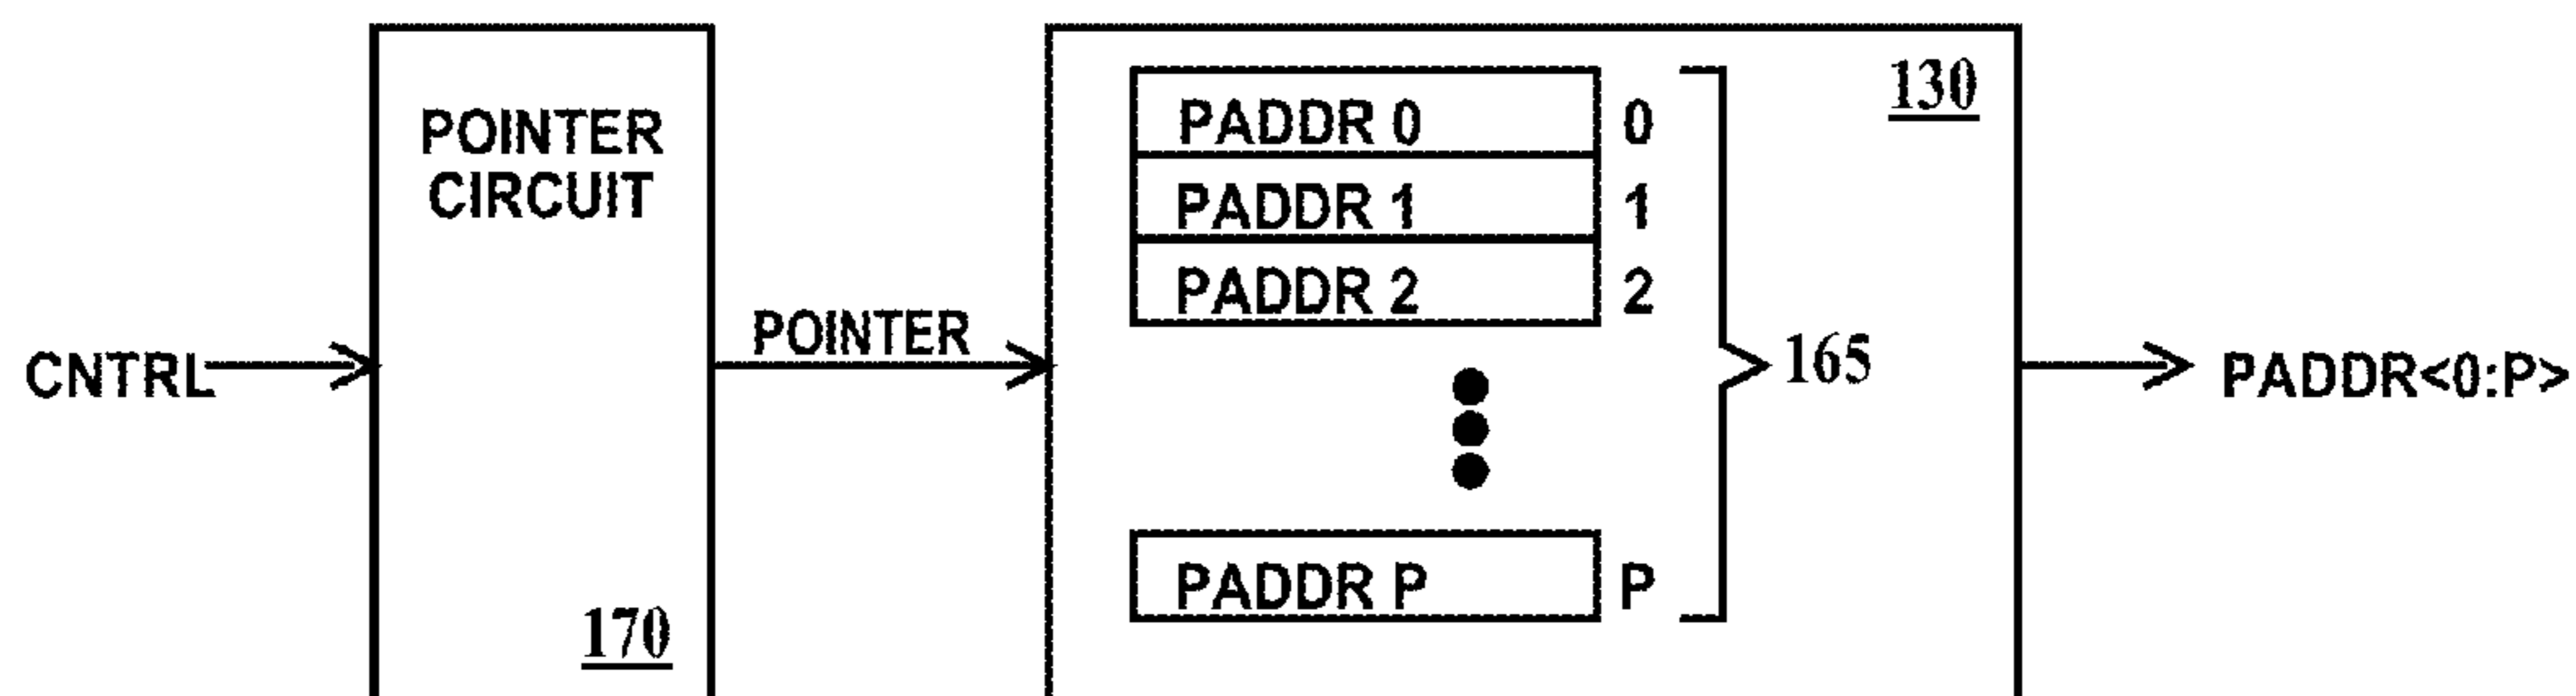 CNTRL
POINTER
CIRCUIT
170
POINTER
130
PADDR 0 0
PADDR 1 1
PADDR 2 2
165
PADDR P P
PADDR<0:P>